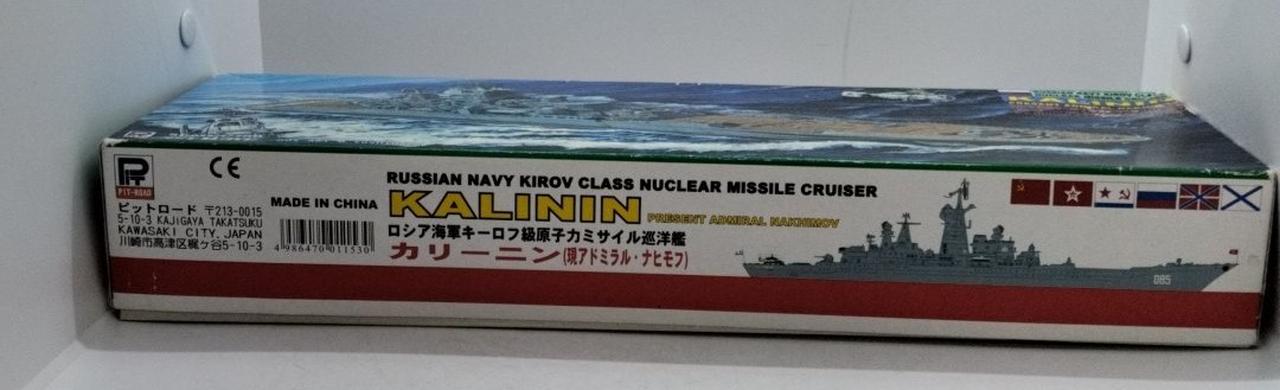 PIT-ROAD
CE
ピットロード 〒213-0015
5-10-3 KAJIGAYA TAKATSUKU
KAWASAKI CITY, JAPAN
川崎市高津区梶ケ谷5-10-3
MADE IN CHINA
4 986470 011530
RUSSIAN NAVY KIROV CLASS NUCLEAR MISSILE CRUISER
KALININ PRESENT ADMIRAL NAKHIMOV
ロシア海軍キーロフ級原子力ミサイル巡洋艦
カリーニン(現アドミラル・ナヒモフ)
085